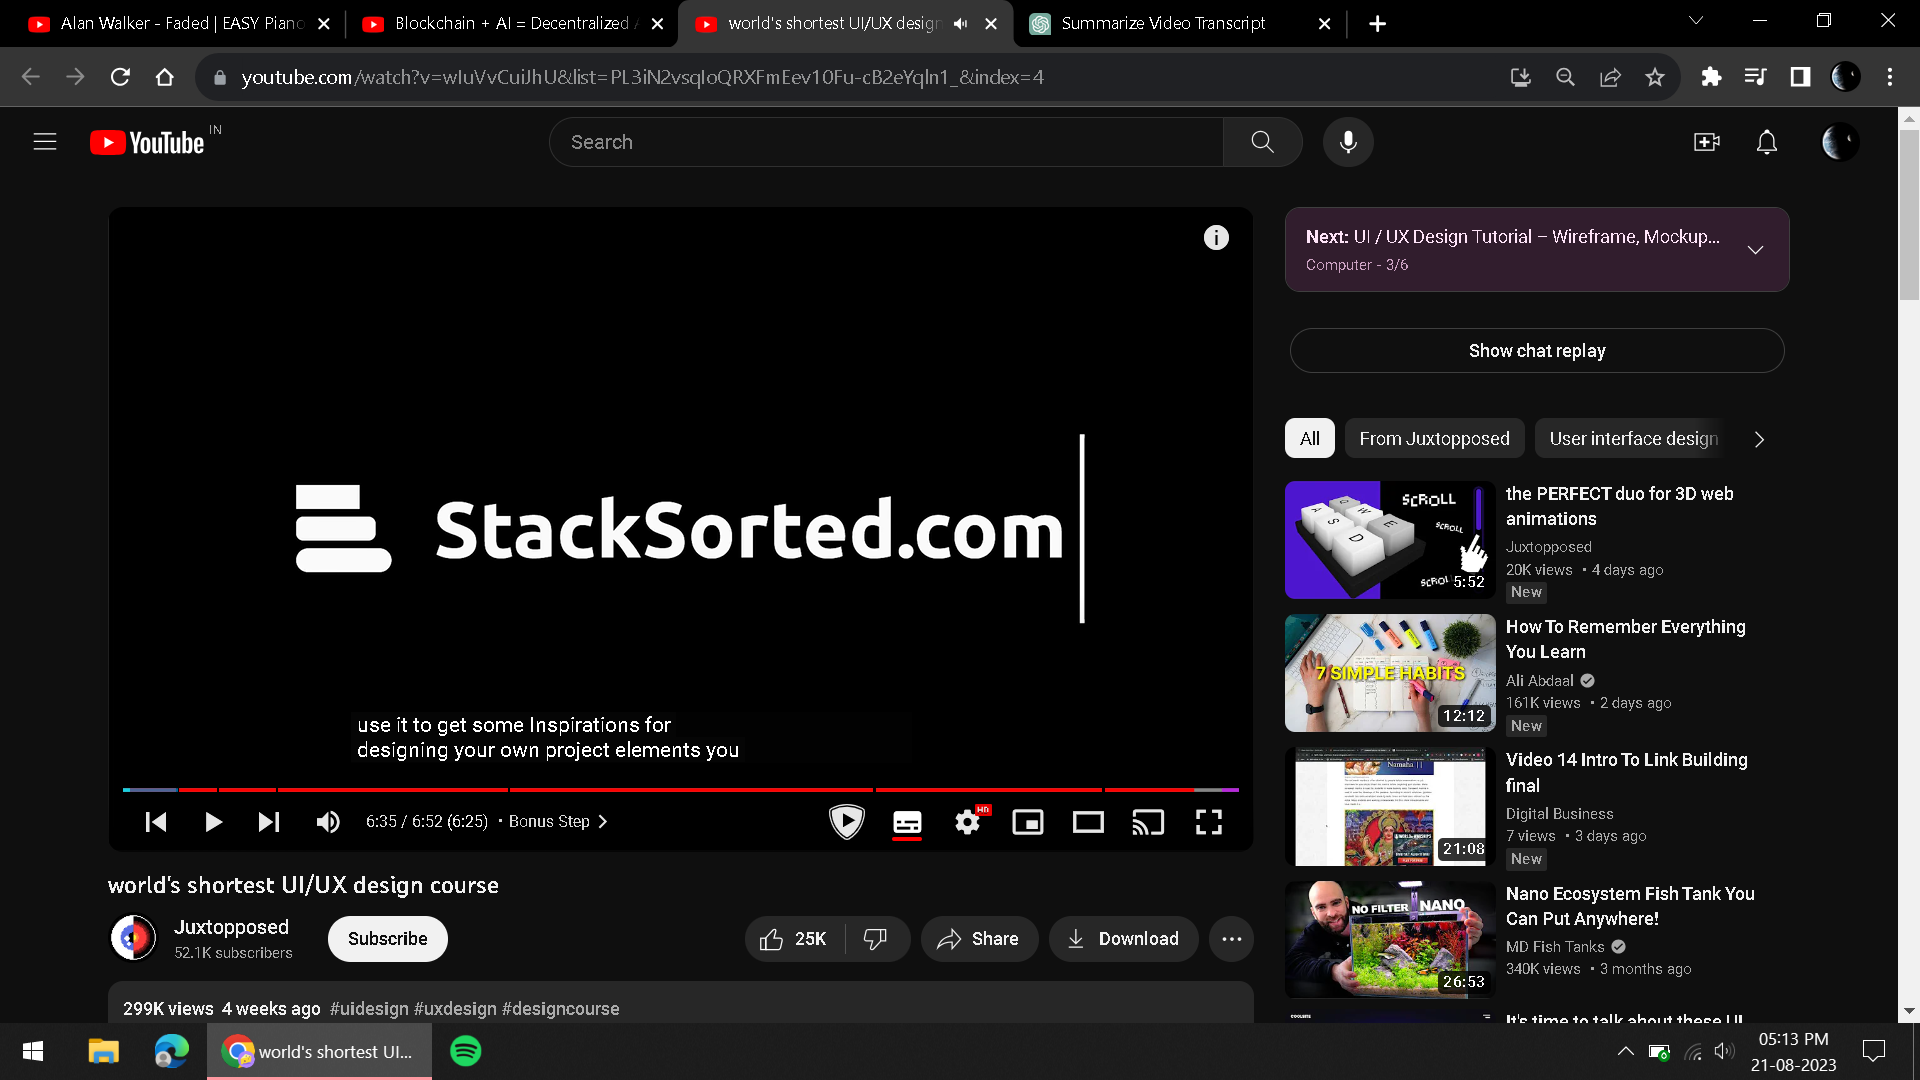 Alan Walker - Faded | EASY Piano
Blockchain + AI = Decentralized
world's shortest UI/UX design
Summarize Video Transcript
youtube.com/watch?v=wIuVvCuiJhU&list=PL3iN2vsqIoQRXFmEev10Fu-cB2eYqln1_&index=4
YouTube IN
Search
StackSorted.com
use it to get some Inspirations for
designing your own project elements you
6:35 / 6:52 (6:25) • Bonus Step
HD
world's shortest UI/UX design course
Juxtopposed
52.1K subscribers
Subscribe
25K
Share
Download
299K views 4 weeks ago #uidesign #uxdesign #designcourse
Next: UI / UX Design Tutorial – Wireframe, Mockup...
Computer - 3/6
Show chat replay
All
From Juxtopposed
User interface design
SCROLL
SCROLL
SCROLL
A S D W E
5:52
the PERFECT duo for 3D web
animations
Juxtopposed
20K views • 4 days ago
New
7 SIMPLE HABITS
12:12
How To Remember Everything
You Learn
Ali Abdaal
161K views • 2 days ago
New
Namaha ||
21:08
Video 14 Intro To Link Building
final
Digital Business
7 views • 3 days ago
New
NO FILTER NANO
26:53
Nano Ecosystem Fish Tank You
Can Put Anywhere!
MD Fish Tanks
340K views • 3 months ago
It's time to talk about these UI
world's shortest UI...
05:13 PM
21-08-2023